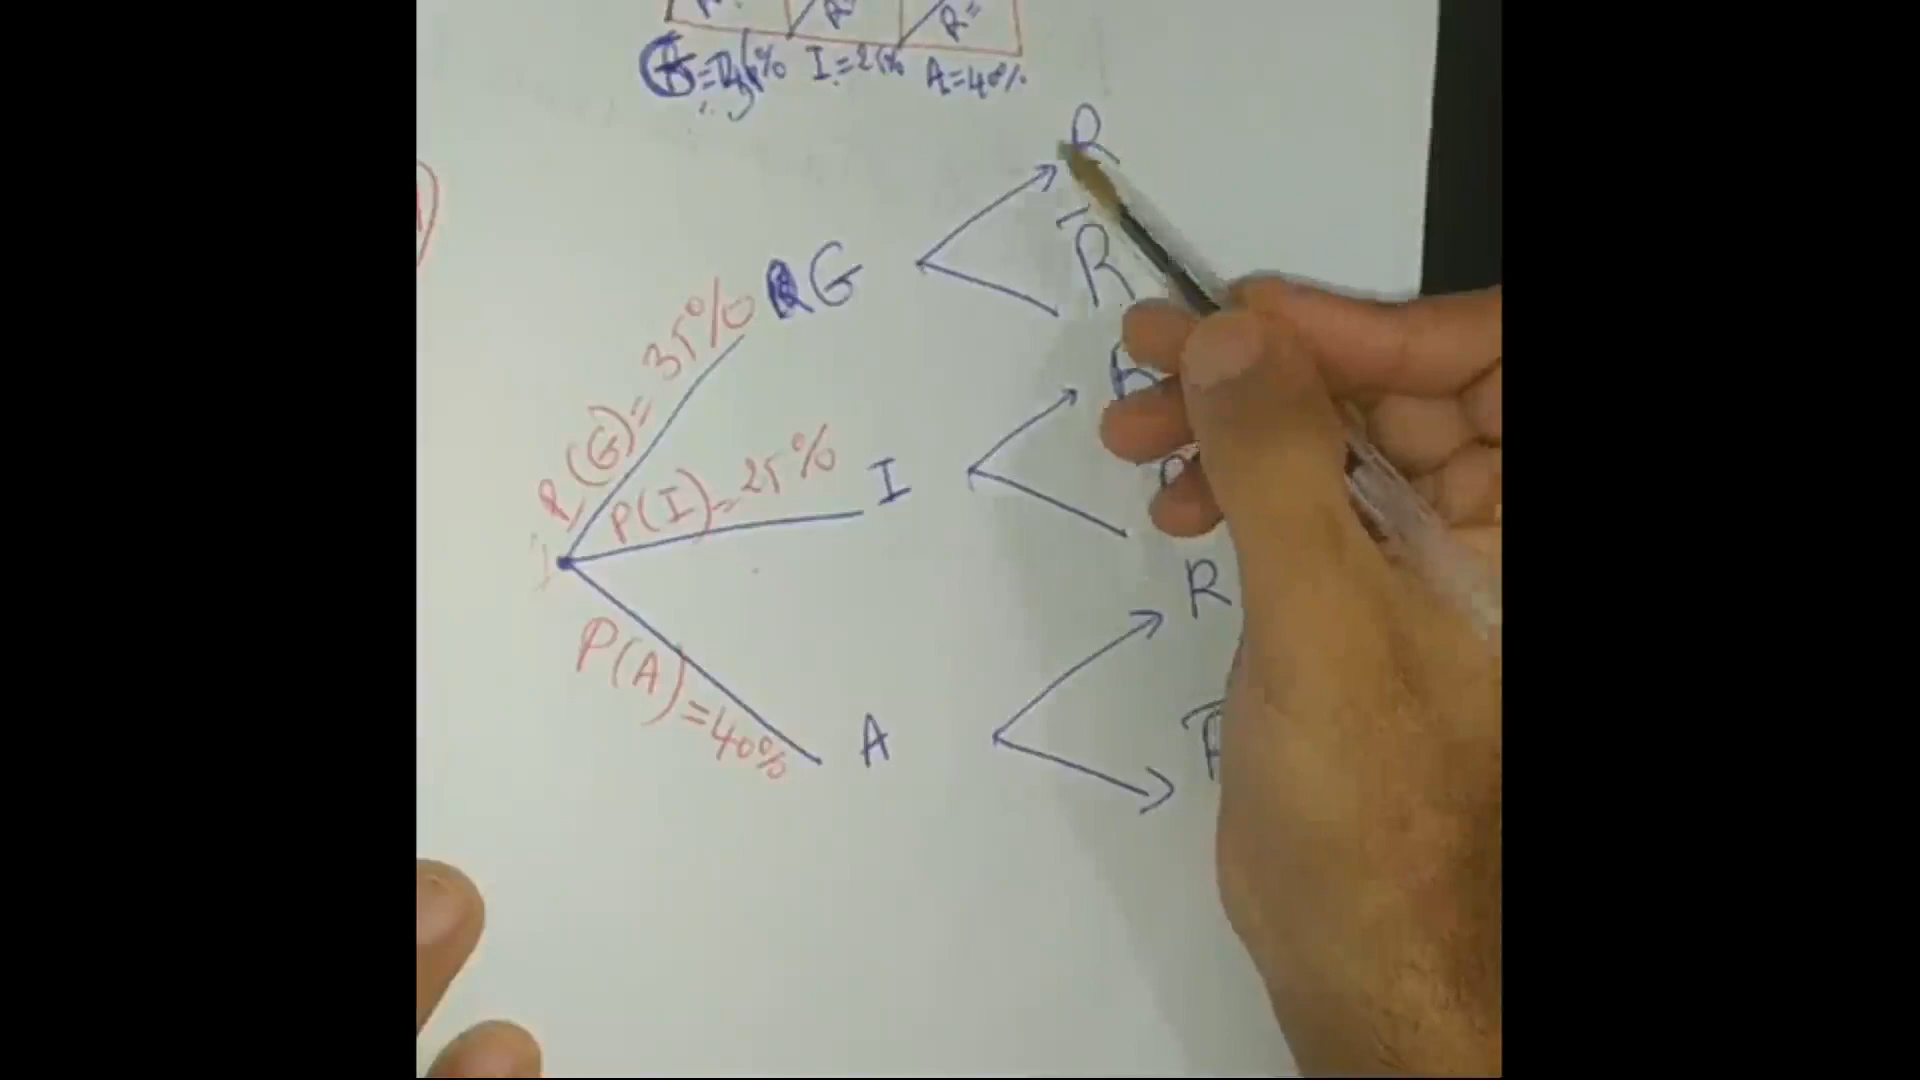 R= R=
I=25% A=40%
R
R̅
G
P(G)=35%
R
P(I)=25%
I
R
P(A)=40%
A